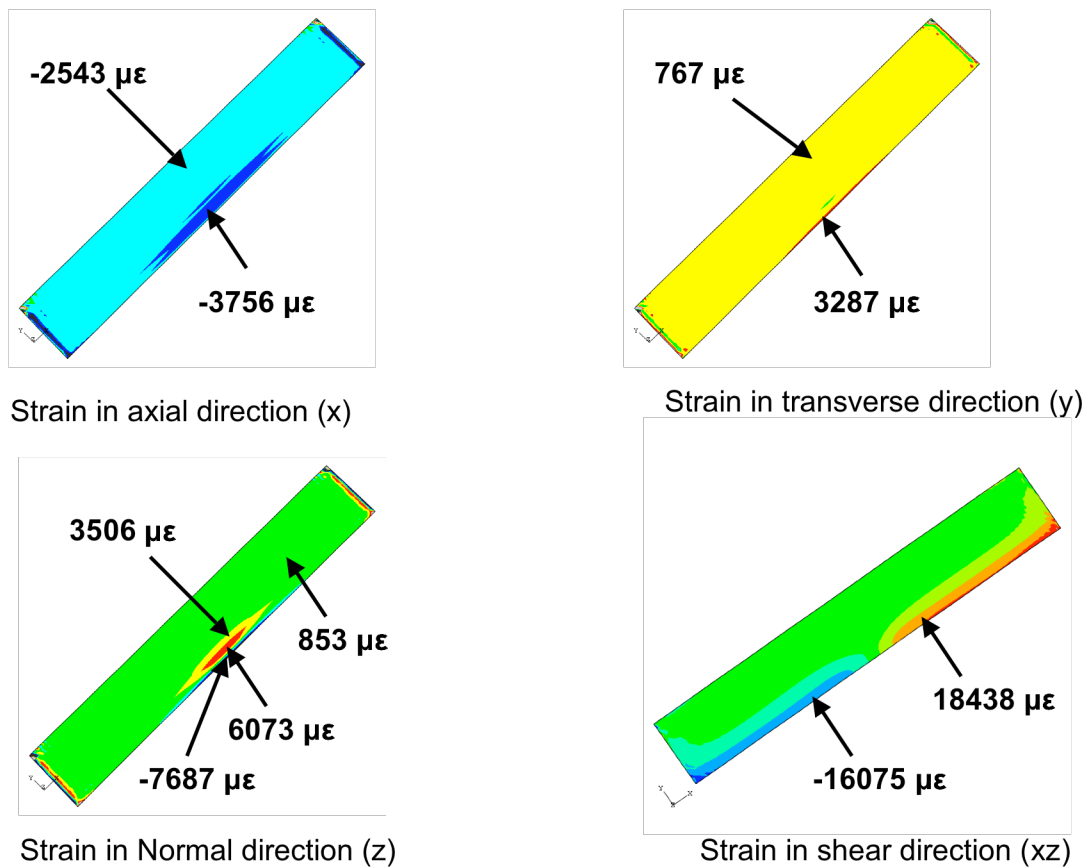 -2543 µε
-3756 µε
Strain in axial direction (x)
767 µε
3287 µε
Strain in transverse direction (y)
3506 µε
853 µε
6073 µε
-7687 µε
Strain in Normal direction (z)
18438 µε
-16075 µε
Y
X
Strain in shear direction (xz)